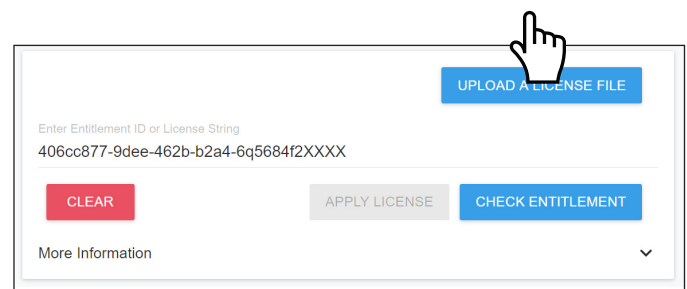 UPLOAD A LICENSE FILE
Enter Entitlement ID or License String
406cc877-9dee-462b-b2a4-6q5684f2XXXX
CLEAR
APPLY LICENSE
CHECK ENTITLEMENT
More Information